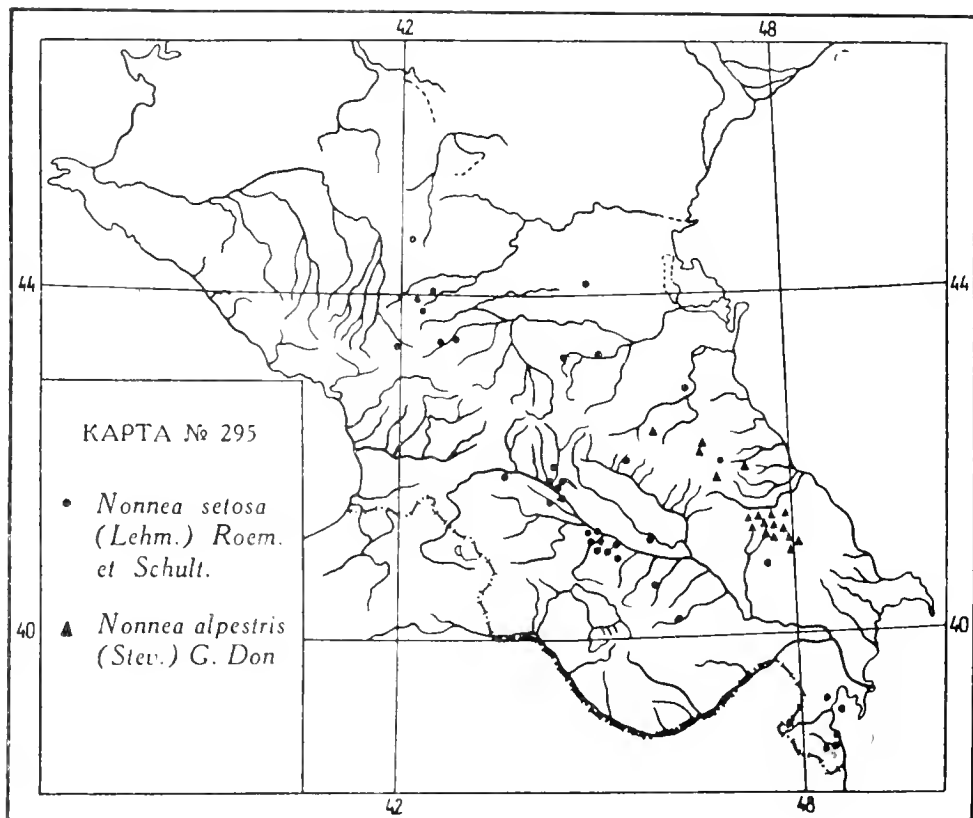 42 48
44 44
КАРТА № 295
Nonnea setosa
(Lehm.) Roem.
et Schult.
40 40
Nonnea alpestris
(Stev.) G. Don
42 48